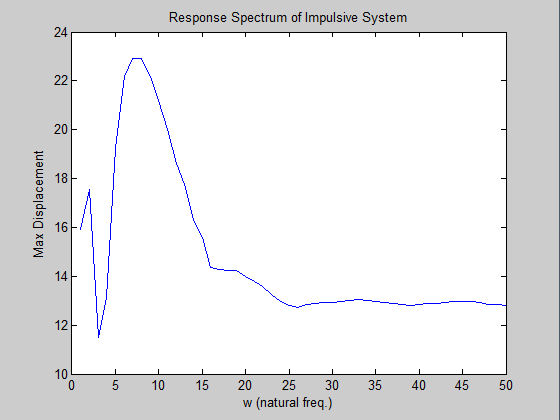 Response Spectrum of Impulsive System
24
22
20
18
16
14
12
10
Max Displacement
0 5 10 15 20 25 30 35 40 45 50
w (natural freq.)